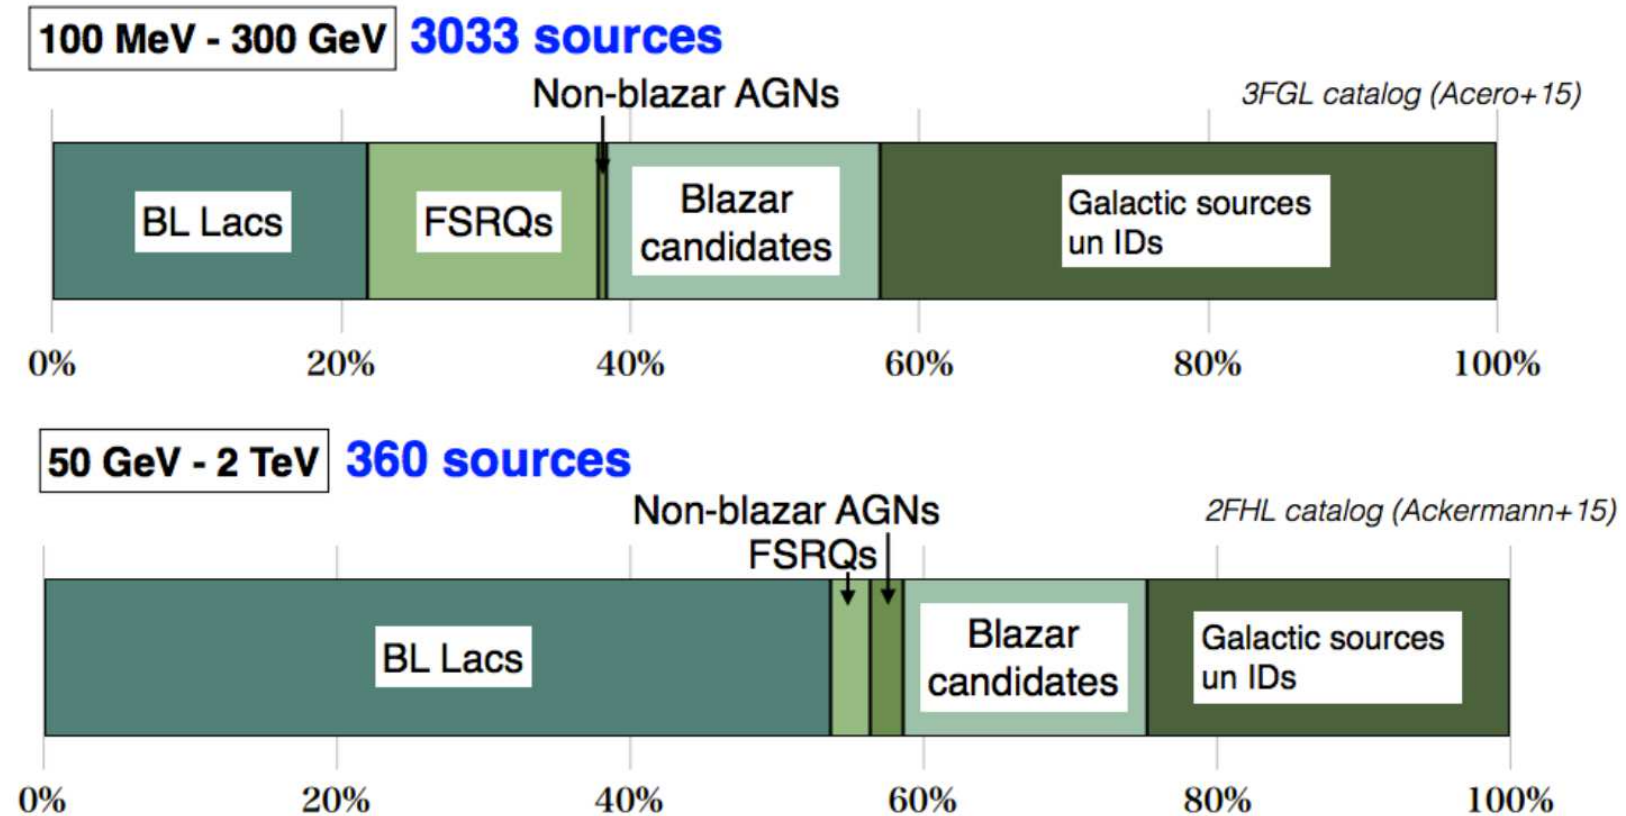 100 MeV - 300 GeV 3033 sources
Non-blazar AGNs
3FGL catalog (Acero+15)
BL Lacs
FSRQs
Blazar
candidates
Galactic sources
un IDs
0% 20% 40% 60% 80% 100%
50 GeV - 2 TeV 360 sources
Non-blazar AGNs
2FHL catalog (Ackermann+15)
FSRQs
BL Lacs
Blazar
candidates
Galactic sources
un IDs
0% 20% 40% 60% 80% 100%